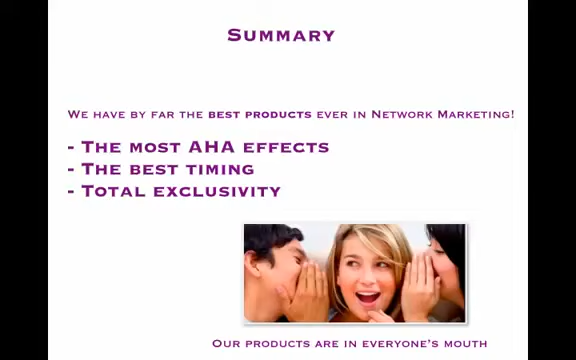 Summary
We have by far the best products ever in Network Marketing!
- The most AHA effects
- The best timing
- Total exclusivity
Our products are in everyone's mouth